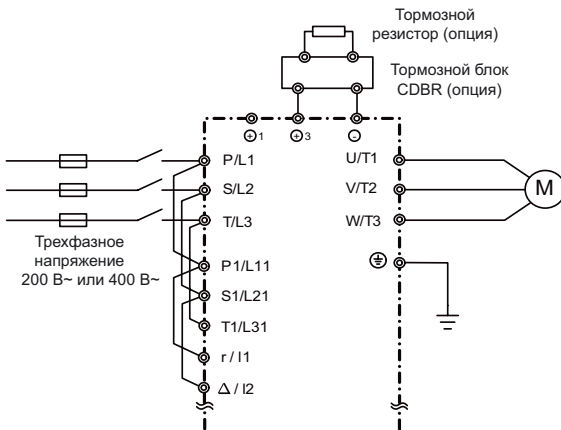 Тормозной
резистор (опция)
Тормозной блок
CDBR (опция)
⊕1
⊕3
⊖
P/L1
U/T1
S/L2
V/T2
M
T/L3
W/T3
Трехфазное
напряжение
200 В~ или 400 В~
P1/L11
S1/L21
T1/L31
r / l1
Δ / l2